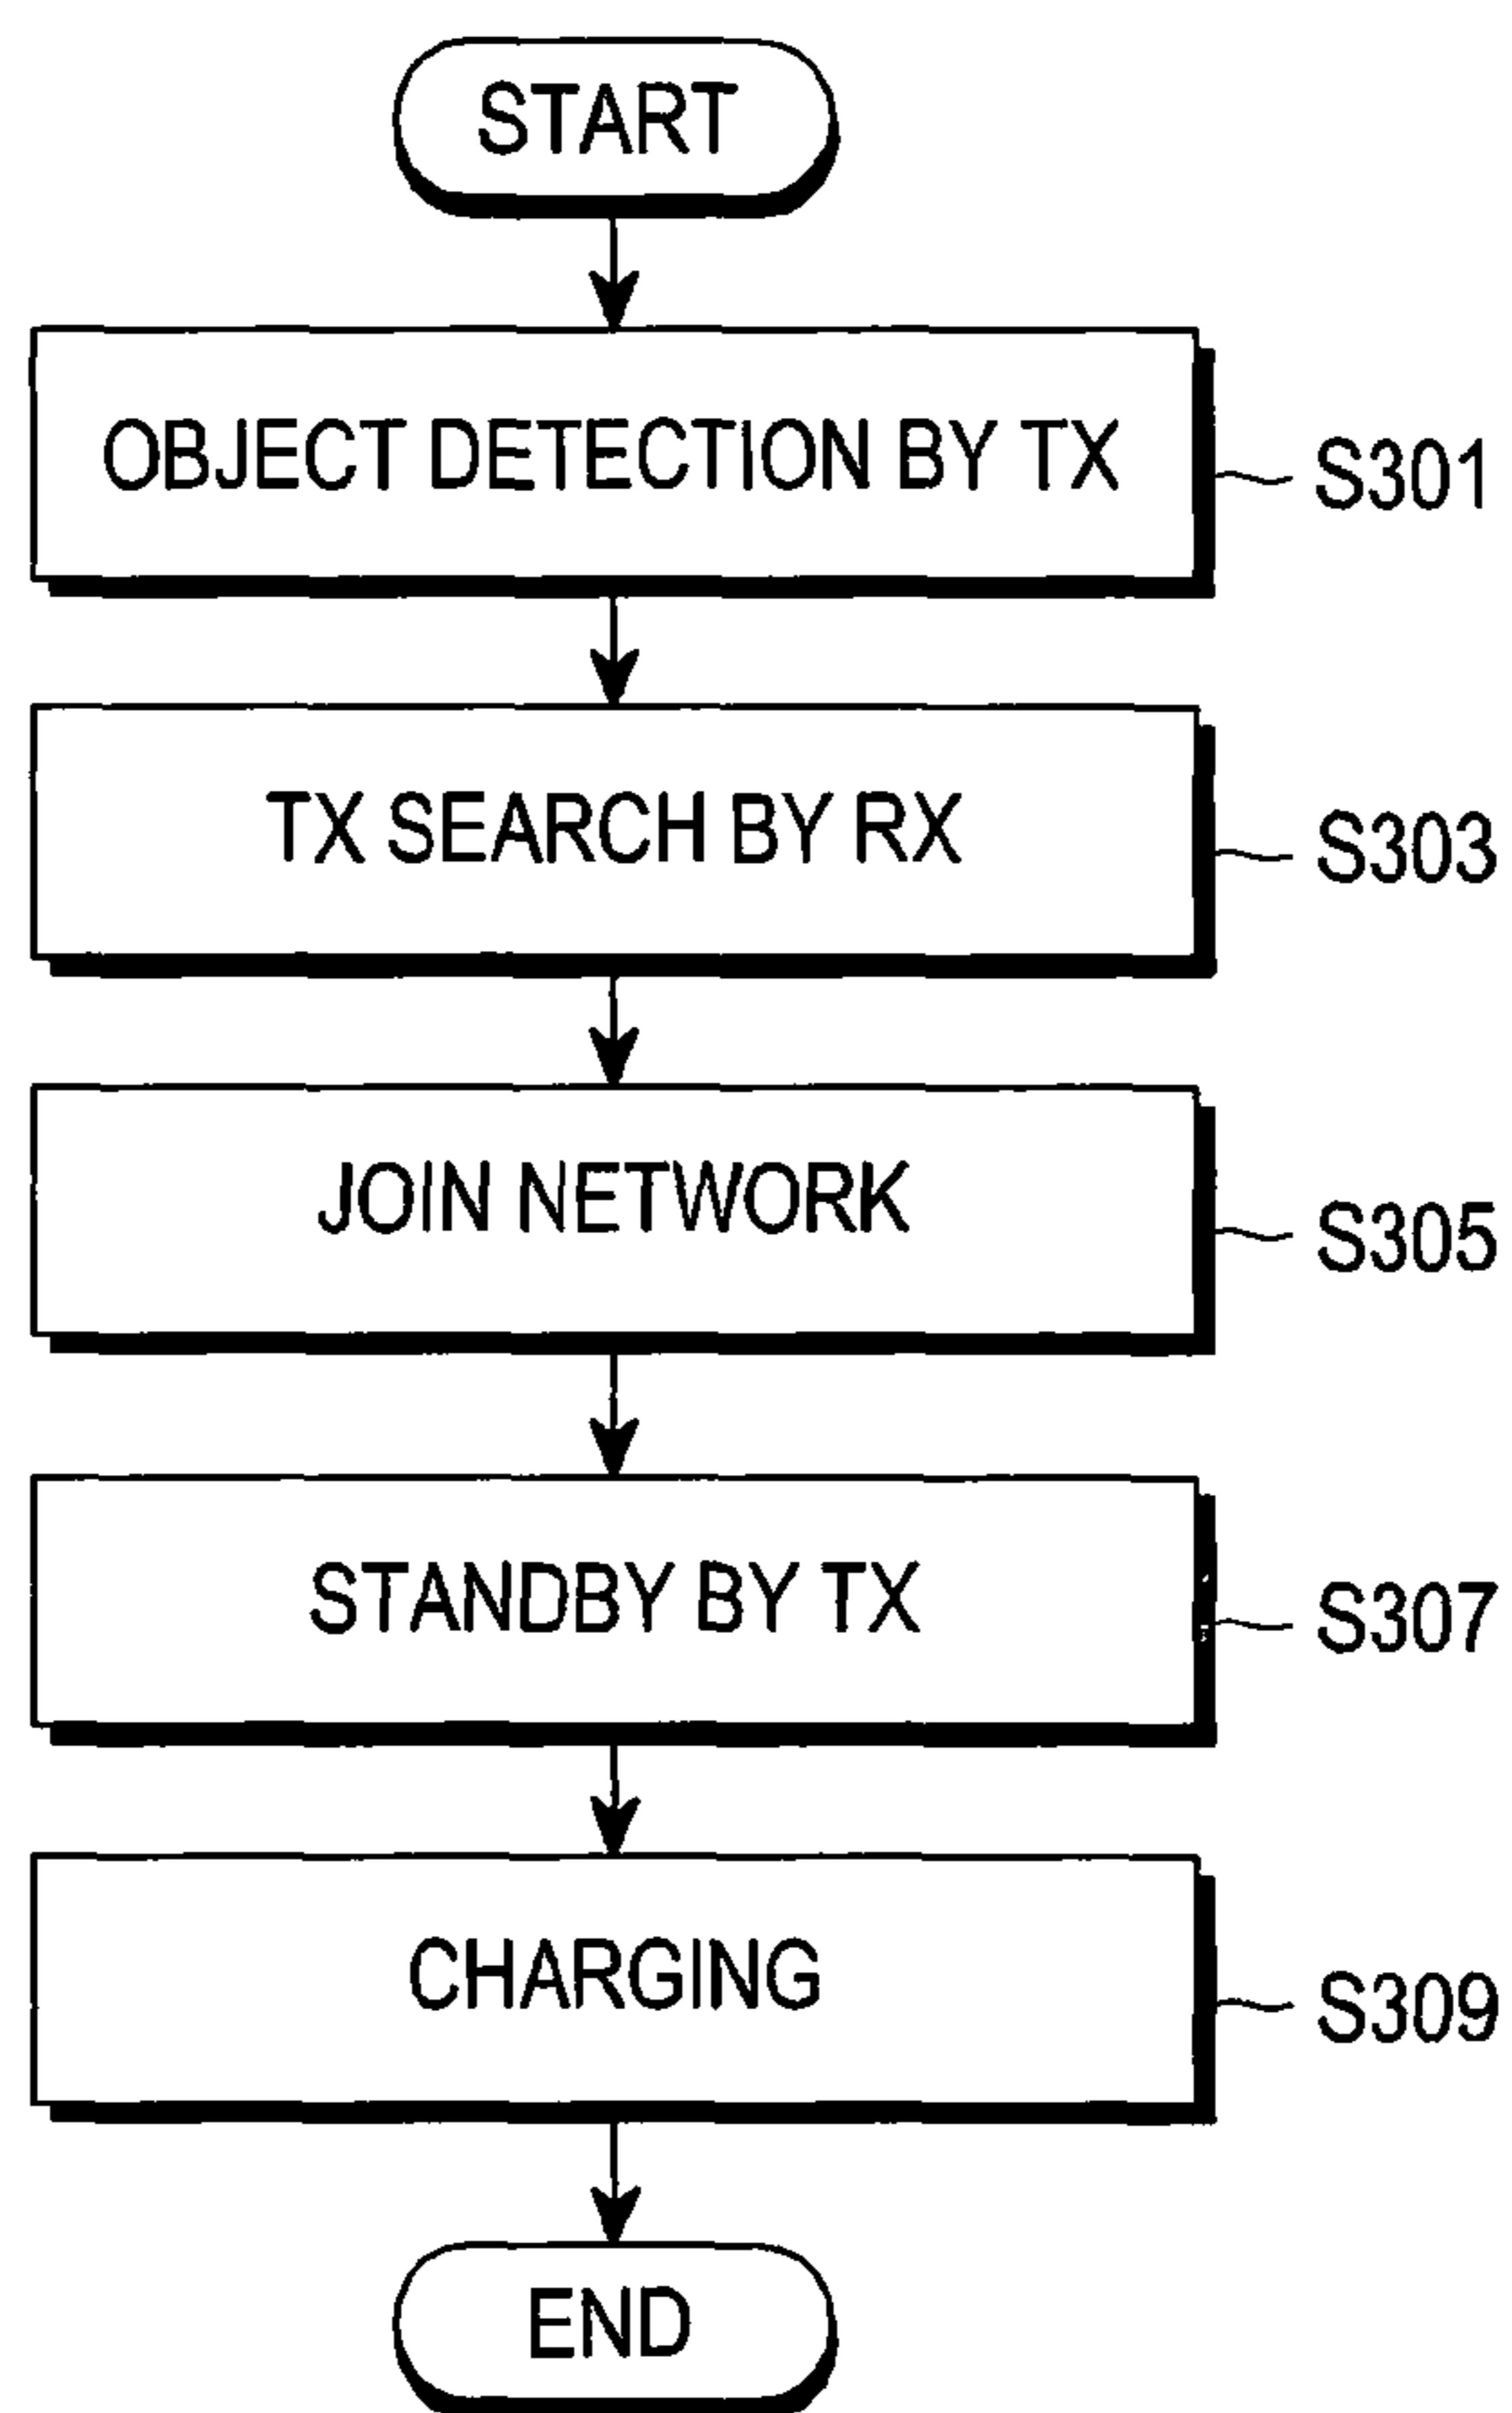 START
OBJECT DETECTION BY TX
S301
TX SEARCH BY RX
S303
JOIN NETWORK
S305
STANDBY BY TX
S307
CHARGING
S309
END